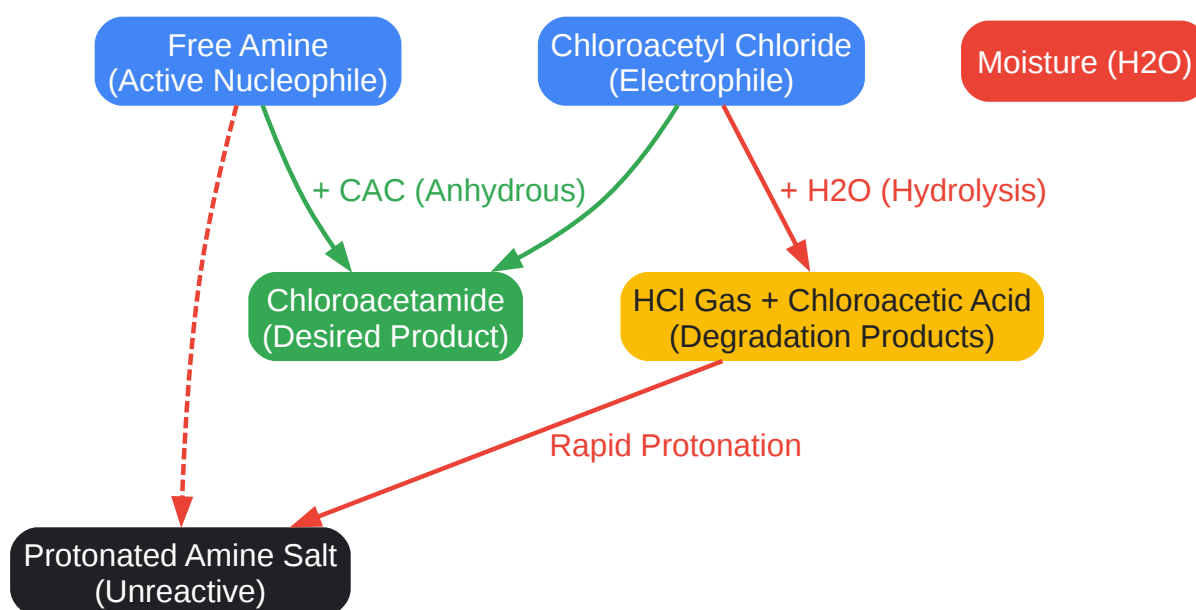 Free Amine
(Active Nucleophile)
Chloroacetyl Chloride
(Electrophile)
Moisture (H2O)
+ CAC (Anhydrous)
+ H2O (Hydrolysis)
Chloroacetamide
(Desired Product)
HCl Gas + Chloroacetic Acid
(Degradation Products)
Rapid Protonation
Protonated Amine Salt
(Unreactive)